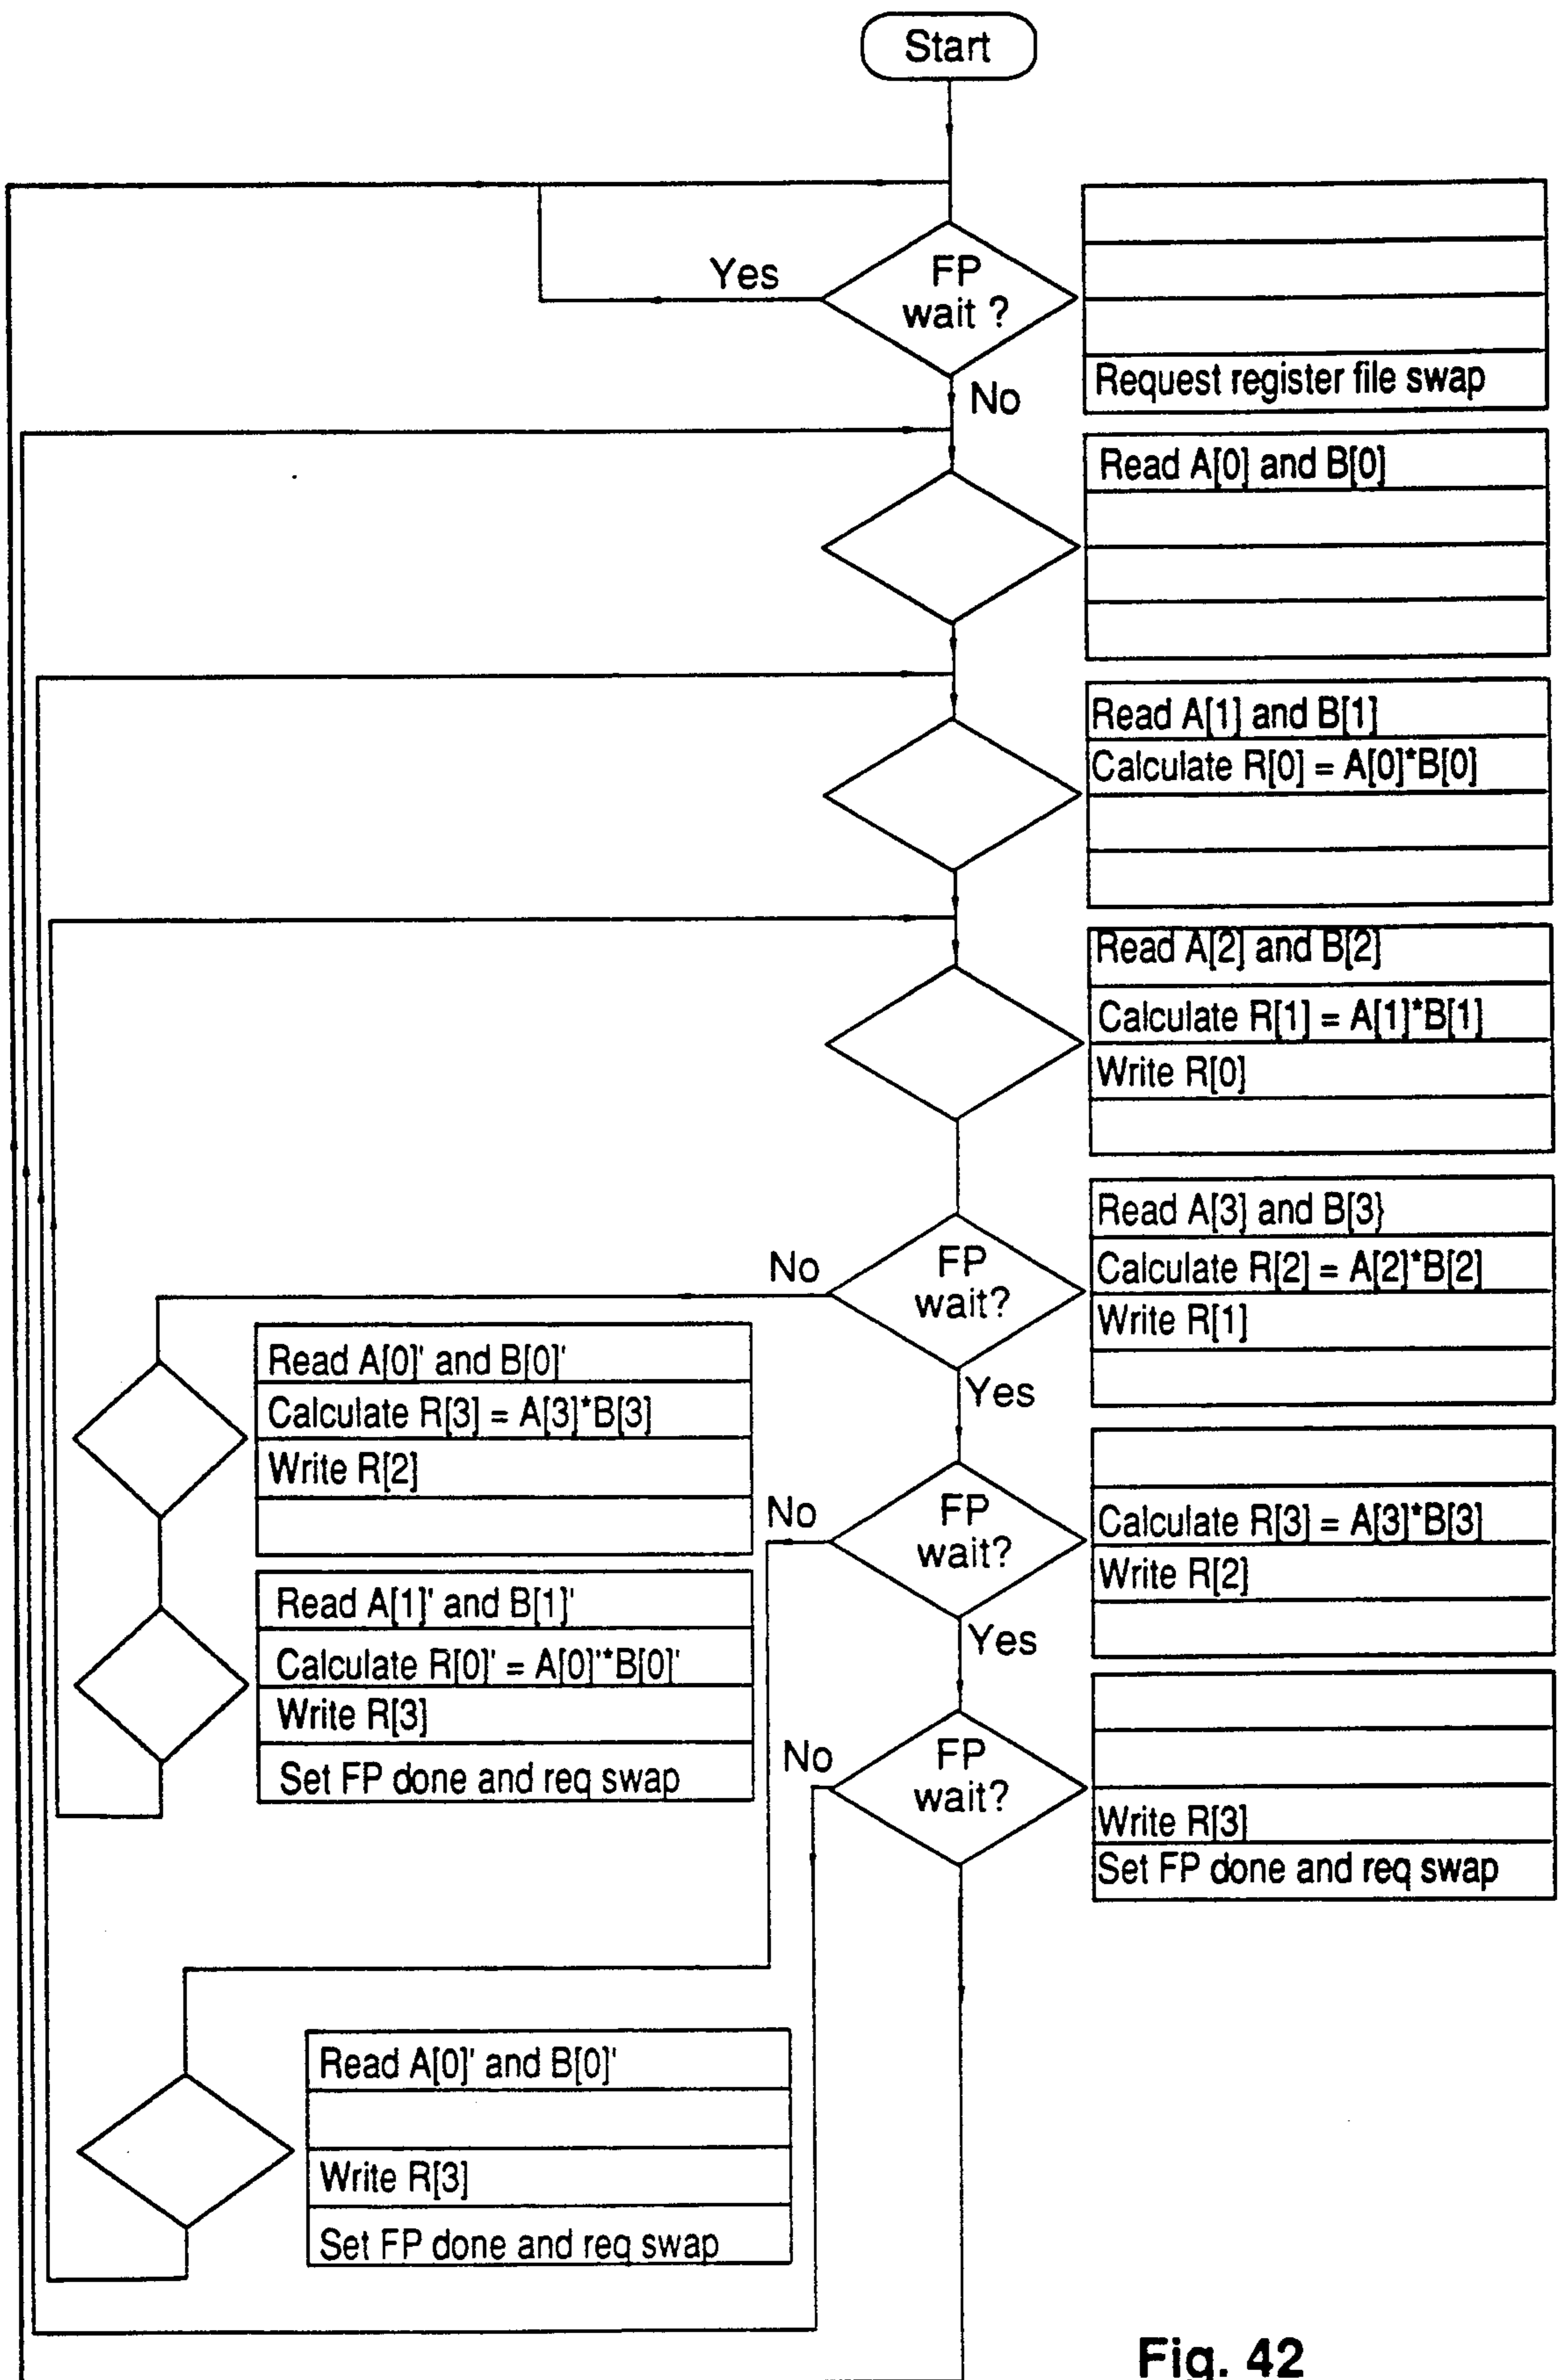 Start
FP
wait ?
Yes
No
Request register file swap
Read A[0] and B[0]
Read A[1] and B[1]
Calculate R[0] = A[0]*B[0]
Read A[2] and B[2]
Calculate R[1] = A[1]*B[1]
Write R[0]
FP
wait?
No
Yes
Read A[3] and B[3}
Calculate R[2] = A[2]*B[2]
Write R[1]
Read A[0]' and B[0]'
Calculate R[3] = A[3]*B[3]
Write R[2]
Read A[1]' and B[1]'
Calculate R[0]' = A[0]'*B[0]'
Write R[3]
Set FP done and req swap
FP
wait?
No
Yes
Calculate R[3] = A[3]*B[3]
Write R[2]
FP
wait?
No
Write R[3]
Set FP done and req swap
Read A[0]' and B[0]'
Write R[3]
Set FP done and req swap
Fig. 42